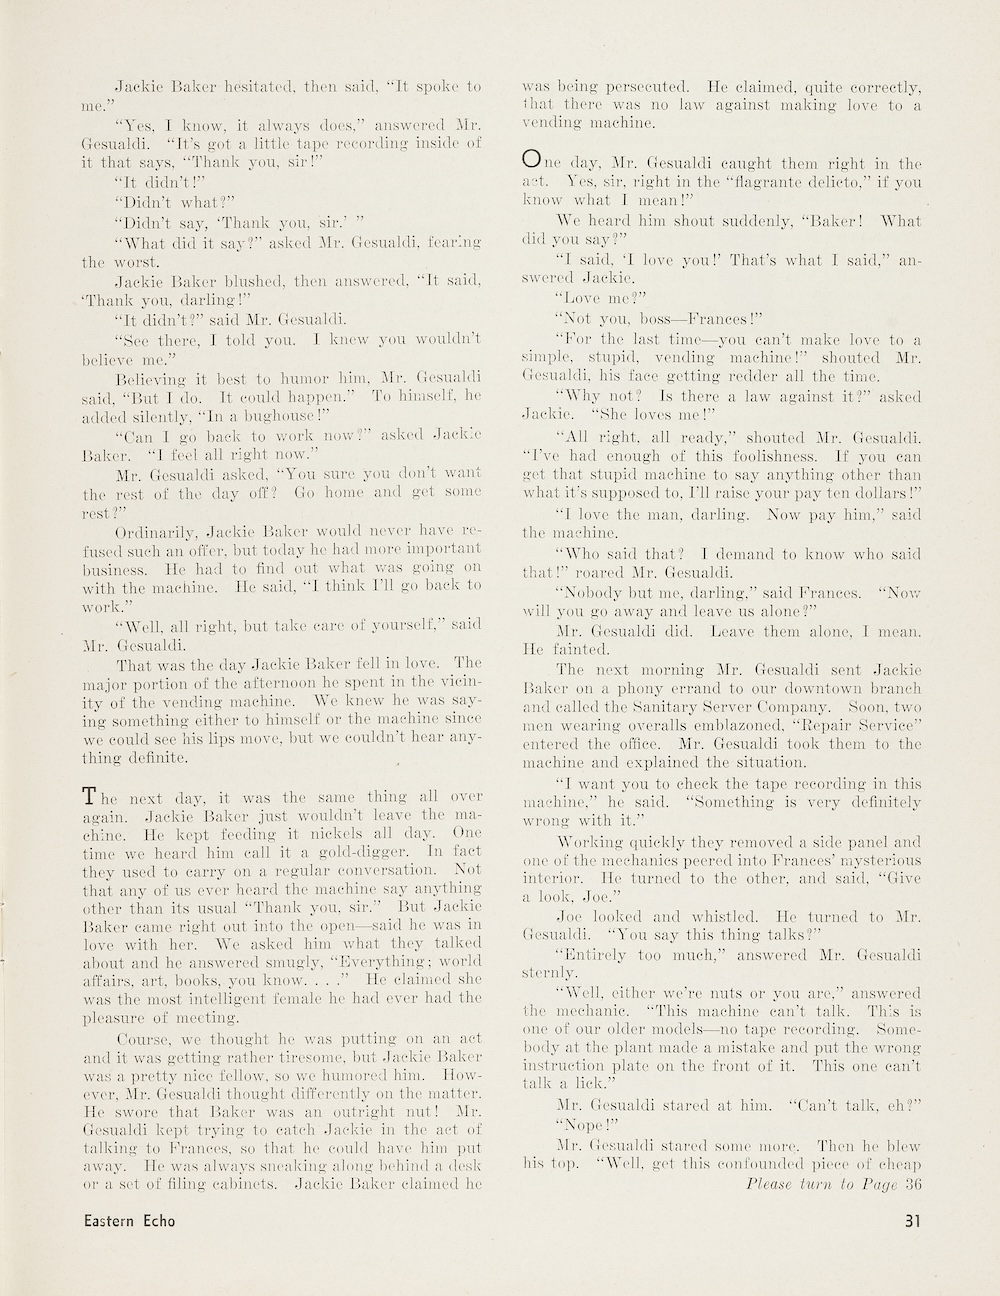 Jackie Baker hesitated, then said, “It spoke to
me.”
“Yes, I know, it always does,” answered Mr.
Gesualdi. “It’s got a little tape recording inside of
it that says, “Thank you, sir!”
“It didn’t!”
“Didn’t what?”
“Didn’t say, ‘Thank you, sir.’ ”
“What did it say?” asked Mr. Gesualdi, fearing
the worst.
Jackie Baker blushed, then answered, “It said,
‘Thank you, darling!”
“It didn’t?” said Mr. Gesualdi.
“See there, I told you. I knew you wouldn’t
believe me.”
Believing it best to humor him, Mr. Gesualdi
said, “But I do. It could happen.” To himself, he
added silently, “In a bughouse!”
“Can I go back to work now?” asked Jackie
Baker. “I feel all right now.”
Mr. Gesualdi asked, “You sure you don’t want
the rest of the day off? Go home and get some
rest?”
Ordinarily, Jackie Baker would never have re-
fused such an offer, but today he had more important
business. He had to find out what was going on
with the machine. He said, “I think I’ll go back to
work.”
“Well, all right, but take care of yourself,” said
Mr. Gesualdi.
That was the day Jackie Baker fell in love. The
major portion of the afternoon he spent in the vicin-
ity of the vending machine. We knew he was say-
ing something either to himself or the machine since
we could see his lips move, but we couldn’t hear any-
thing definite.
The next day, it was the same thing all over
again. Jackie Baker just wouldn’t leave the ma-
chine. He kept feeding it nickels all day. One
time we heard him call it a gold-digger. In fact
they used to carry on a regular conversation. Not
that any of us ever heard the machine say anything
other than its usual “Thank you, sir.” But Jackie
Baker came right out into the open—said he was in
love with her. We asked him what they talked
about and he answered smugly, “Everything; world
affairs, art, books, you know. . . .” He claimed she
was the most intelligent female he had ever had the
pleasure of meeting.
Course, we thought he was putting on an act
and it was getting rather tiresome, but Jackie Baker
was a pretty nice fellow, so we humored him. How-
ever, Mr. Gesualdi thought differently on the matter.
He swore that Baker was an outright nut! Mr.
Gesualdi kept trying to catch Jackie in the act of
talking to Frances, so that he could have him put
away. He was always sneaking along behind a desk
or a set of filing cabinets. Jackie Baker claimed he
was being persecuted. He claimed, quite correctly,
that there was no law against making love to a
vending machine.
One day, Mr. Gesualdi caught them right in the
act. Yes, sir, right in the “flagrante delicto,” if you
know what I mean!”
We heard him shout suddenly, “Baker! What
did you say?”
“I said, ‘I love you!’ That’s what I said,” an-
swered Jackie.
“Love me?”
“Not you, boss—Frances!”
“For the last time—you can’t make love to a
simple, stupid, vending machine!” shouted Mr.
Gesualdi, his face getting redder all the time.
“Why not? Is there a law against it?” asked
Jackie. “She loves me!”
“All right, all ready,” shouted Mr. Gesualdi.
“I’ve had enough of this foolishness. If you can
get that stupid machine to say anything other than
what it’s supposed to, I’ll raise your pay ten dollars!”
“I love the man, darling. Now pay him,” said
the machine.
“Who said that? I demand to know who said
that!” roared Mr. Gesualdi.
“Nobody but me, darling,” said Frances. “Now
will you go away and leave us alone?”
Mr. Gesualdi did. Leave them alone, I mean.
He fainted.
The next morning Mr. Gesualdi sent Jackie
Baker on a phony errand to our downtown branch
and called the Sanitary Server Company. Soon, two
men wearing overalls emblazoned, “Repair Service”
entered the office. Mr. Gesualdi took them to the
machine and explained the situation.
“I want you to check the tape recording in this
machine,” he said. “Something is very definitely
wrong with it.”
Working quickly they removed a side panel and
one of the mechanics peered into Frances’ mysterious
interior. He turned to the other, and said, “Give
a look, Joe.”
Joe looked and whistled. He turned to Mr.
Gesualdi. “You say this thing talks?”
“Entirely too much,” answered Mr. Gesualdi
sternly.
“Well, either we’re nuts or you are,” answered
the mechanic. “This machine can’t talk. This is
one of our older models—no tape recording. Some-
body at the plant made a mistake and put the wrong
instruction plate on the front of it. This one can’t
talk a lick.”
Mr. Gesualdi stared at him. “Can’t talk, eh?”
“Nope!”
Mr. Gesualdi stared some more. Then he blew
his top. “Well, get this confounded piece of cheap
Please turn to Page 36
Eastern Echo
31